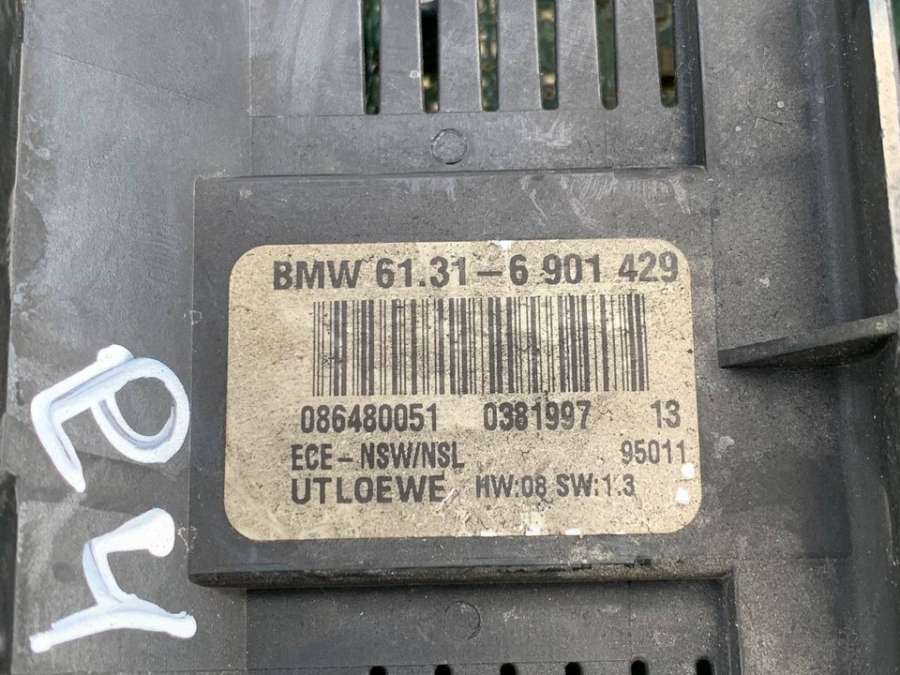 BMW 61.31-6 901 429
086480051 0381997 13
ECE-NSW/NSL 95011
UTLOEWE HW:08 SW:1.3